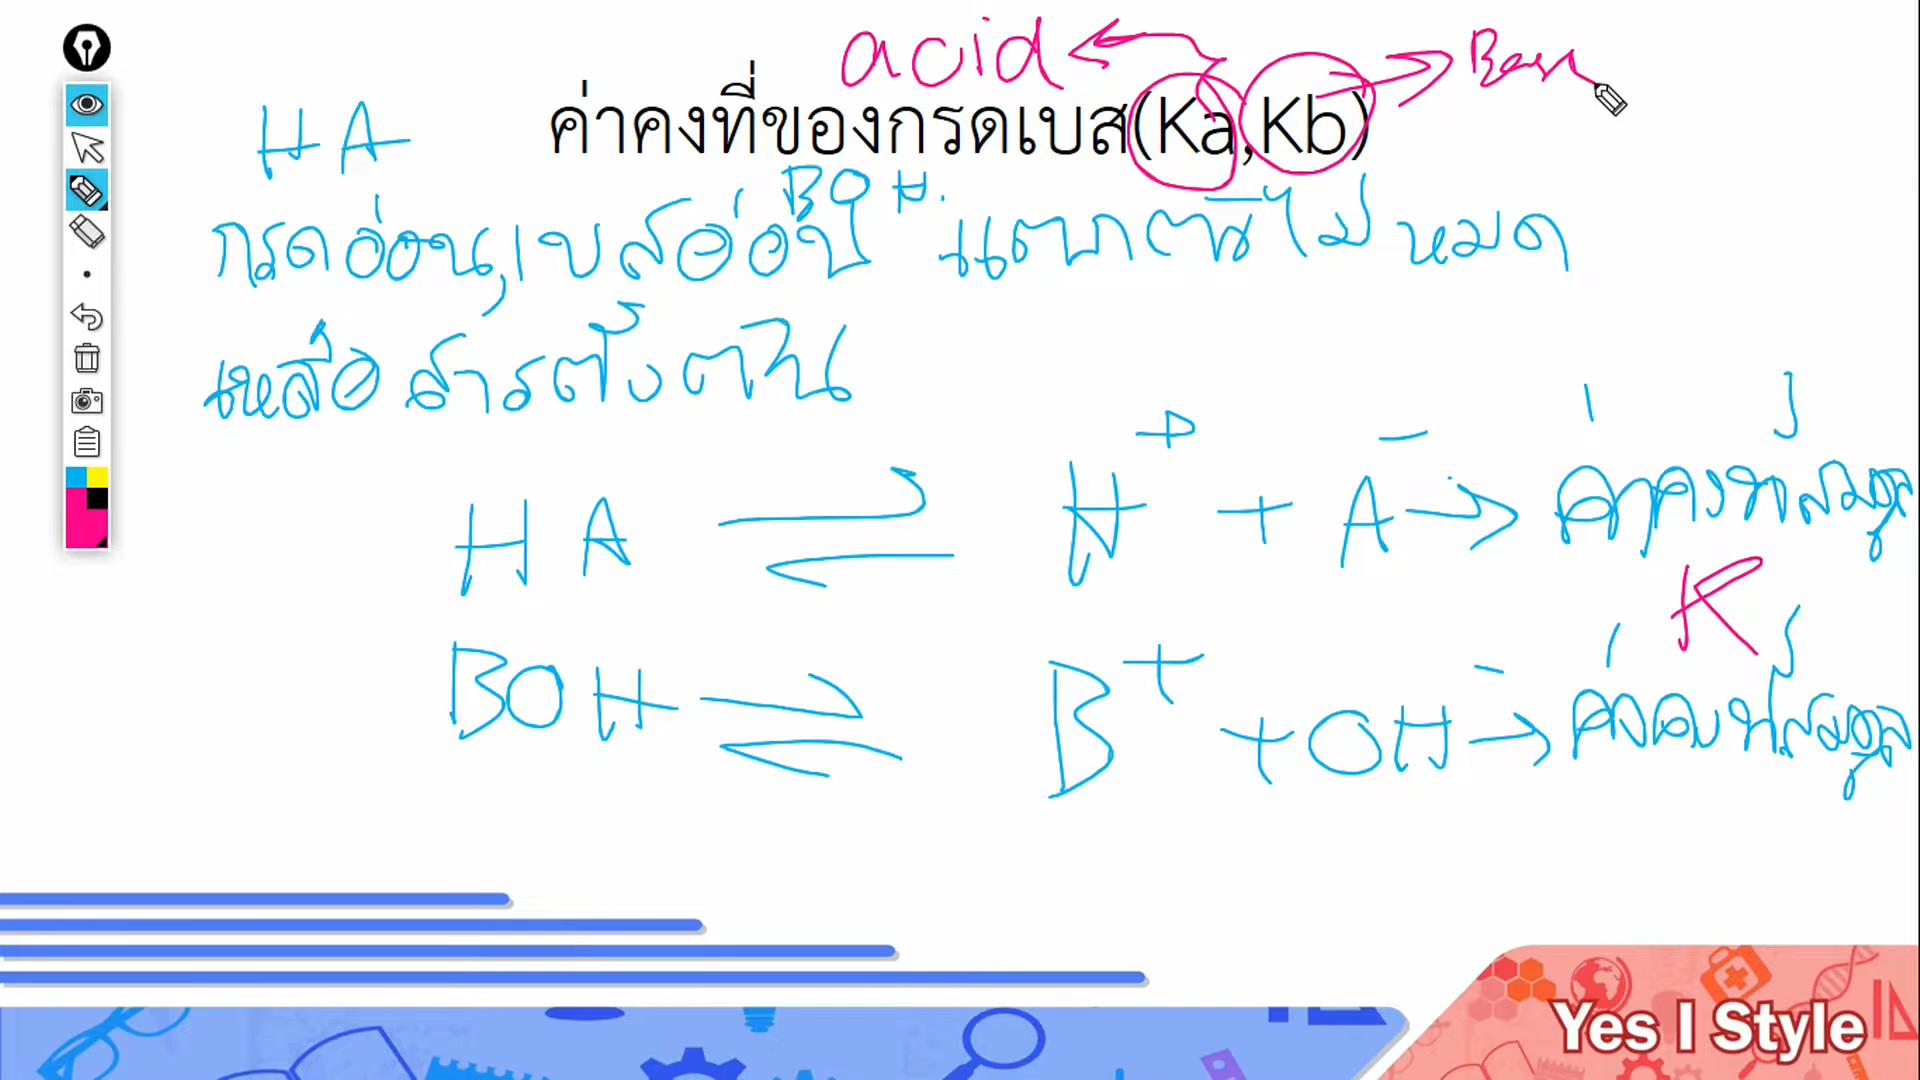 acid Base
ค่าคงที่ของกรดเบส(Ka,Kb)
HA
BOH
กรดอ่อน,เบสอ่อน แตกตัวไม่หมด
เหลือสารตั้งต้น
HA ⇌ H⁺ + A⁻ → ค่าคงที่สมดุล
K
BOH ⇌ B⁺ + OH⁻ → ค่าคงที่สมดุล
Yes I Style